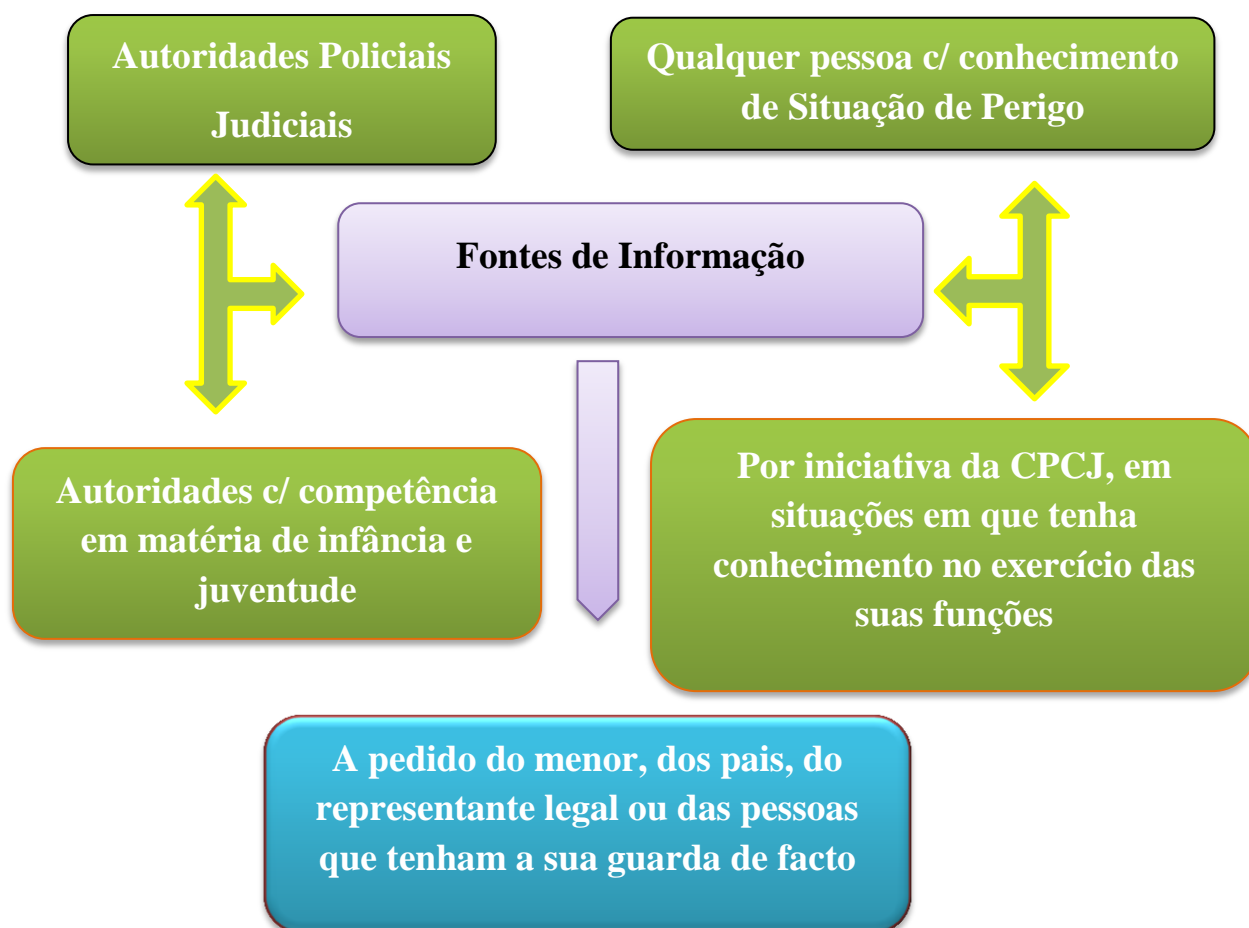 Autoridades Policiais
Judiciais
Qualquer pessoa c/ conhecimento
de Situação de Perigo
Fontes de Informação
Autoridades c/ competência
em matéria de infância e
juventude
Por iniciativa da CPCJ, em
situações em que tenha
conhecimento no exercício das
suas funções
A pedido do menor, dos pais, do
representante legal ou das pessoas
que tenham a sua guarda de facto